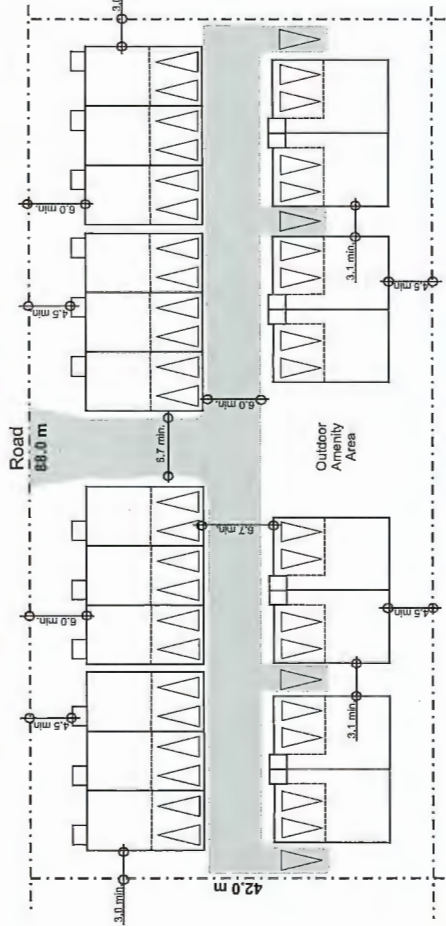 Road
88.0 m
3.0
6.0 min.
4.5 min.
6.7 min.
6.0 min.
3.1 min.
4.5 min
Outdoor
Amenity
Area
6.0 min.
6.7 min.
4.5 min
4.5 min
3.1 min.
3.0 min.
42.0 m